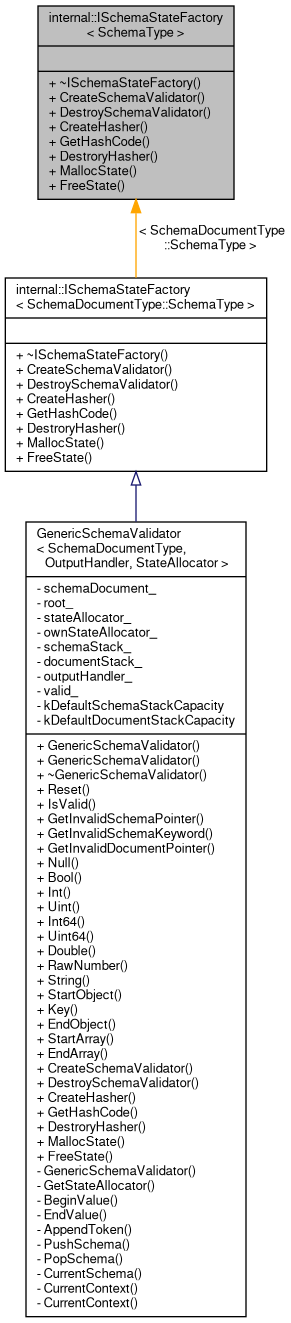 internal::ISchemaStateFactory
< SchemaType >
+ ~ISchemaStateFactory()
+ CreateSchemaValidator()
+ DestroySchemaValidator()
+ CreateHasher()
+ GetHashCode()
+ DestroryHasher()
+ MallocState()
+ FreeState()
< SchemaDocumentType
::SchemaType >
internal::ISchemaStateFactory
< SchemaDocumentType::SchemaType >
+ ~ISchemaStateFactory()
+ CreateSchemaValidator()
+ DestroySchemaValidator()
+ CreateHasher()
+ GetHashCode()
+ DestroryHasher()
+ MallocState()
+ FreeState()
GenericSchemaValidator
< SchemaDocumentType,
OutputHandler, StateAllocator >
- schemaDocument_
- root_
- stateAllocator_
- ownStateAllocator_
- schemaStack_
- documentStack_
- outputHandler_
- valid_
- kDefaultSchemaStackCapacity
- kDefaultDocumentStackCapacity
+ GenericSchemaValidator()
+ GenericSchemaValidator()
+ ~GenericSchemaValidator()
+ Reset()
+ IsValid()
+ GetInvalidSchemaPointer()
+ GetInvalidSchemaKeyword()
+ GetInvalidDocumentPointer()
+ Null()
+ Bool()
+ Int()
+ Uint()
+ Int64()
+ Uint64()
+ Double()
+ RawNumber()
+ String()
+ StartObject()
+ Key()
+ EndObject()
+ StartArray()
+ EndArray()
+ CreateSchemaValidator()
+ DestroySchemaValidator()
+ CreateHasher()
+ GetHashCode()
+ DestroryHasher()
+ MallocState()
+ FreeState()
- GenericSchemaValidator()
- GetStateAllocator()
- BeginValue()
- EndValue()
- AppendToken()
- PushSchema()
- PopSchema()
- CurrentSchema()
- CurrentContext()
- CurrentContext()